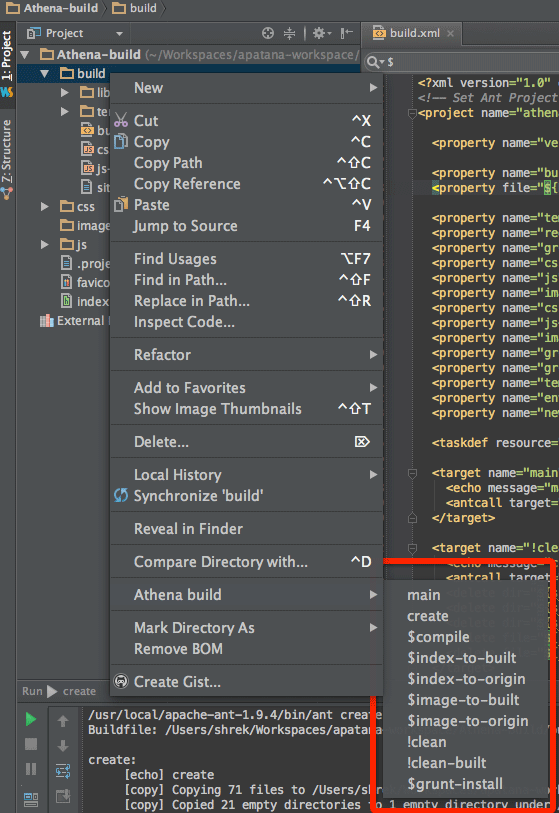 Athena-build
build
Project
build.xml
1: Project
Z: Structure
Athena-build (~/Workspaces/apatana-workspace/
build
lib
css
.proje
favico
index
External
js
$
New
Cut ^X
Copy ^C
Copy Path ^⇧C
Copy Reference ^⌥⇧C
Paste ^V
Jump to Source F4
Find Usages ⌥F7
Find in Path... ^⇧F
Replace in Path... ^⇧R
Inspect Code...
Refactor
Add to Favorites
Show Image Thumbnails ^⇧T
Delete... ⌦
Local History
Synchronize 'build'
Reveal in Finder
Compare Directory with... ^D
Athena build
Mark Directory As
Remove BOM
Create Gist...
<?xml version="1.0"
<!-- Set Ant Project
<project name="athena
<property name="ve
<property name="bu
<property file="${
<property name="te
<property name="re
<property name="gr
<property name="cs
<property name="js
<property name="im
<property name="cs
<property name="js-
<property name="im
<property name="gr
<property name="gr
<property name="te
<property name="en
<property name="ne
<taskdef resource=
<target name="main
<echo message="ma
<antcall target=
</target>
<target name="!cle
<echo message="
<antcall target=
main
create
$compile
$index-to-built
$index-to-origin
$image-to-built
$image-to-origin
!clean
!clean-built
$grunt-install
Run create
/usr/local/apache-ant-1.9.4/bin/ant create
Buildfile: /Users/shrek/Workspaces/apatana
create:
[echo] create
[copy] Copying 71 files to /Users/shr
[copy] Copied 21 empty directories to 1 empty directory under